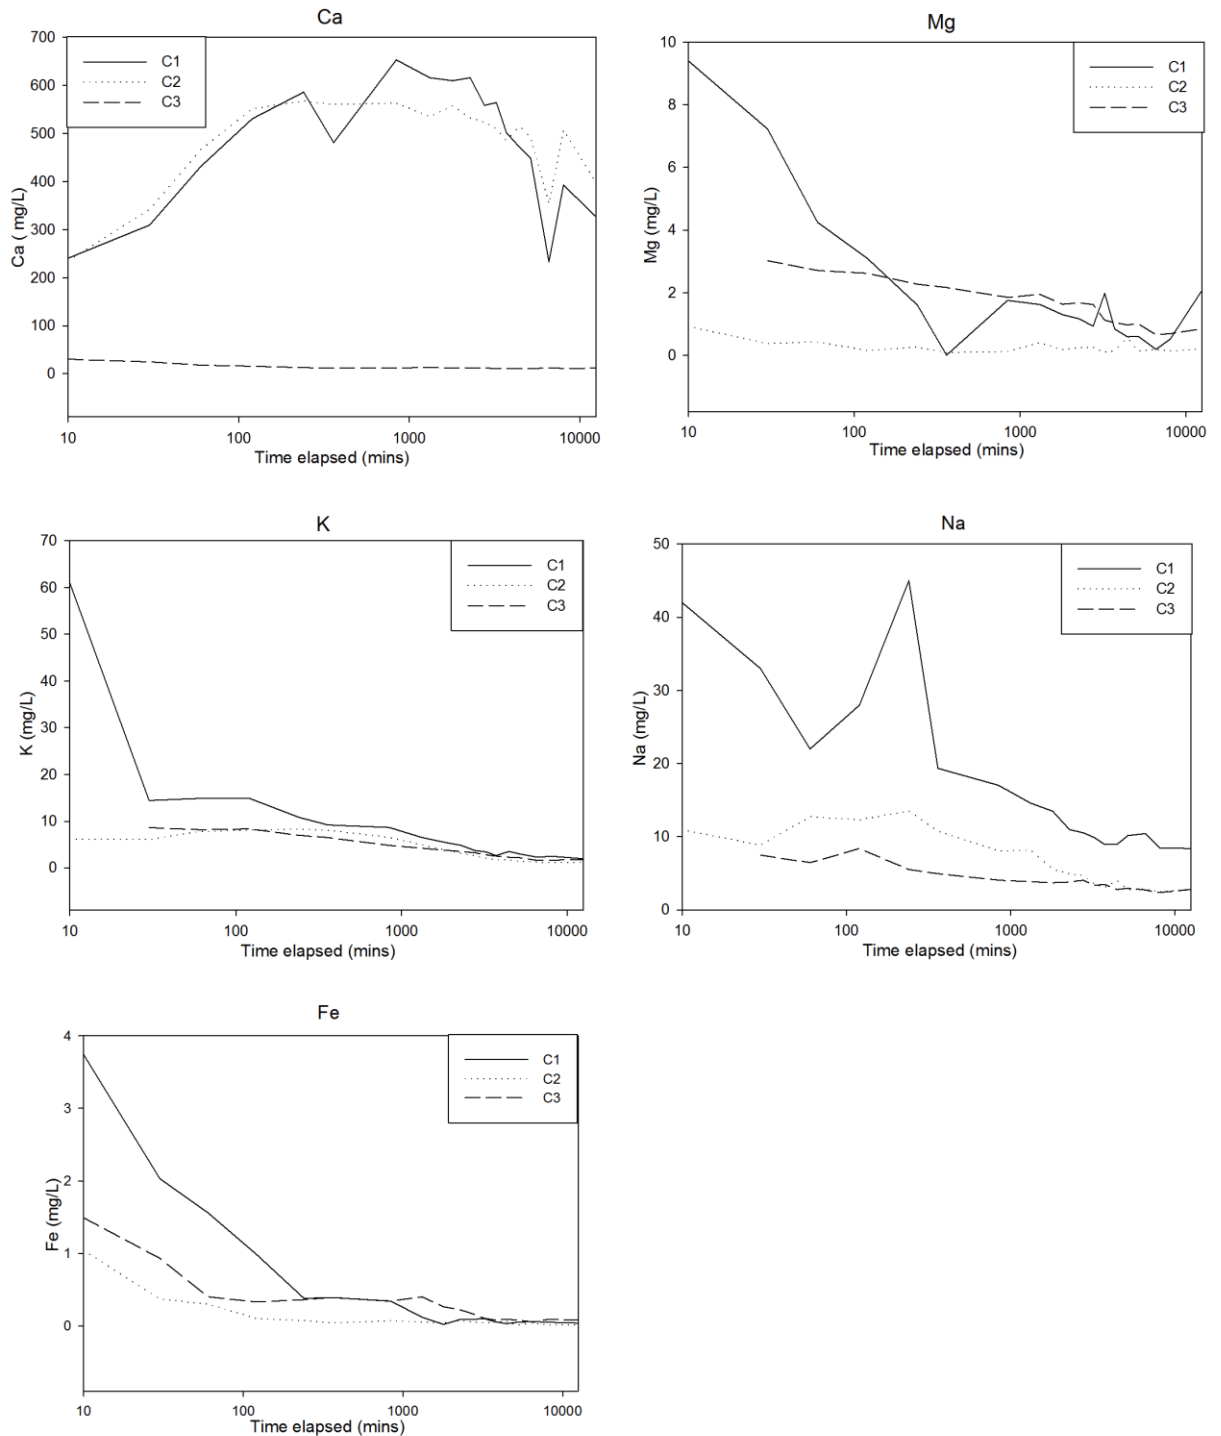 Ca
700
600
500
400
300
200
100
0
Ca ( mg/L)
C1
C2
C3
10
100
1000
10000
Time elapsed (mins)
Mg
10
8
6
4
2
0
Mg (mg/L)
C1
C2
C3
10
100
1000
10000
Time elapsed (mins)
K
70
60
50
40
30
20
10
0
K (mg/L)
C1
C2
C3
10
100
1000
10000
Time elapsed (mins)
Na
50
40
30
20
10
0
Na (mg/L)
C1
C2
C3
10
100
1000
10000
Time elapsed (mins)
Fe
4
3
2
1
0
Fe (mg/L)
C1
C2
C3
10
100
1000
10000
Time elapsed (mins)